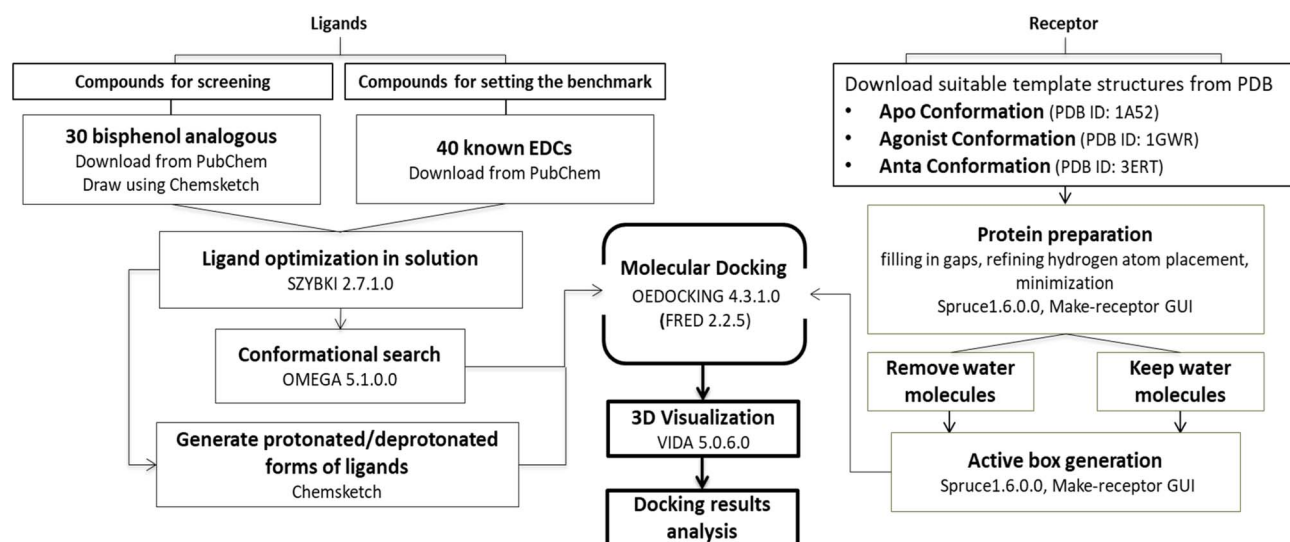 Ligands
Compounds for screening
Compounds for setting the benchmark
30 bisphenol analogous
Download from PubChem
Draw using Chemsketch
40 known EDCs
Download from PubChem
Ligand optimization in solution
SZYBKI 2.7.1.0
Conformational search
OMEGA 5.1.0.0
Generate protonated/deprotonated
forms of ligands
Chemsketch
Molecular Docking
OEDOCKING 4.3.1.0
(FRED 2.2.5)
3D Visualization
VIDA 5.0.6.0
Docking results
analysis
Receptor
Download suitable template structures from PDB
• Apo Conformation (PDB ID: 1A52)
• Agonist Conformation (PDB ID: 1GWR)
• Anta Conformation (PDB ID: 3ERT)
Protein preparation
filling in gaps, refining hydrogen atom placement,
minimization
Spruce1.6.0.0, Make-receptor GUI
Remove water
molecules
Keep water
molecules
Active box generation
Spruce1.6.0.0, Make-receptor GUI